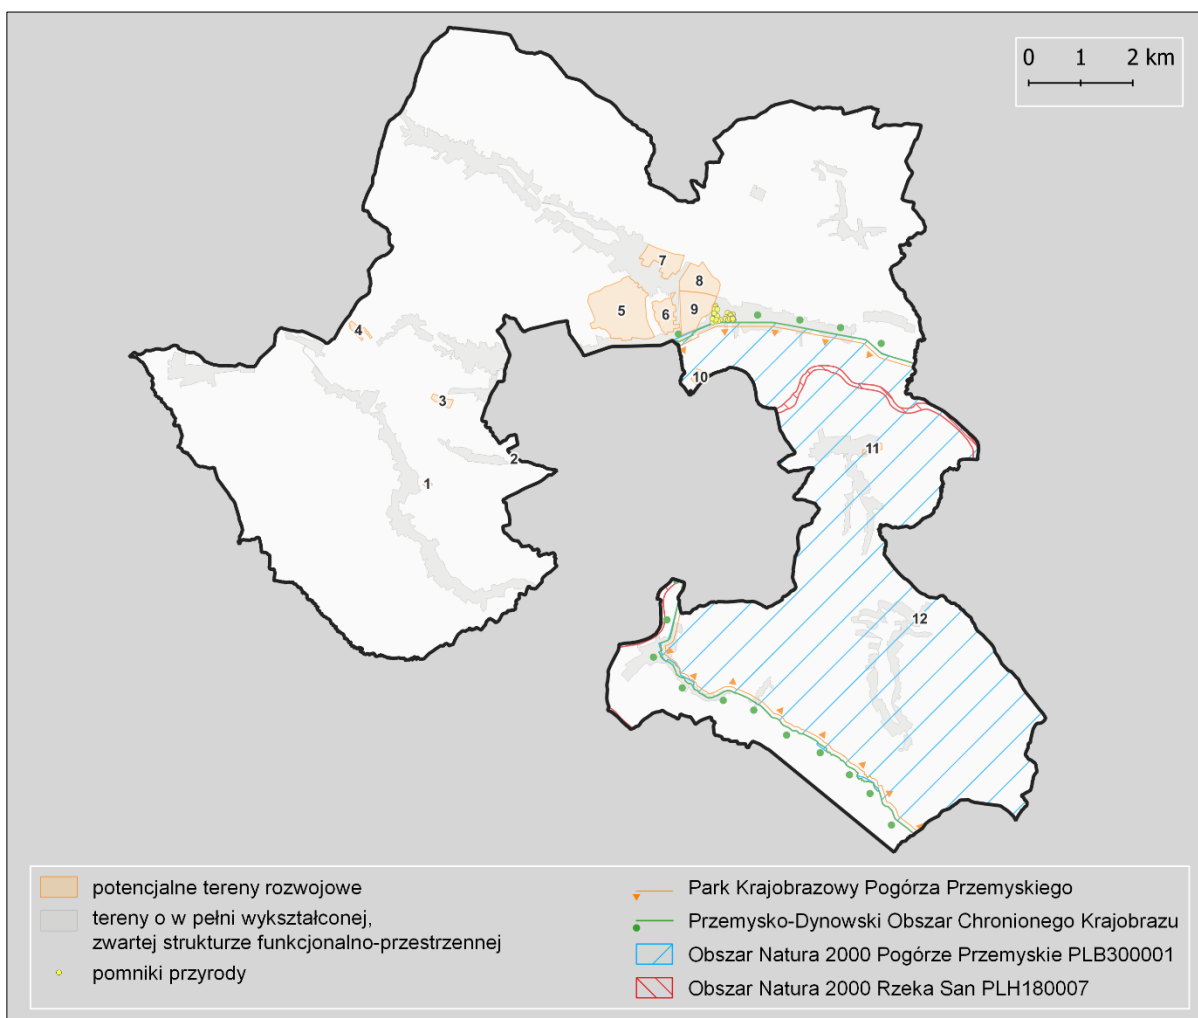 0 1 2 km
7
8
5
6
9
4
10
3
11
2
1
12
potencjalne tereny rozwojowe
tereny o w pełni wykształconej,
zwartej strukturze funkcjonalno-przestrzennej
pomniki przyrody
Park Krajobrazowy Pogórza Przemyskiego
Przemysko-Dynowski Obszar Chronionego Krajobrazu
Obszar Natura 2000 Pogórze Przemyskie PLB300001
Obszar Natura 2000 Rzeka San PLH180007